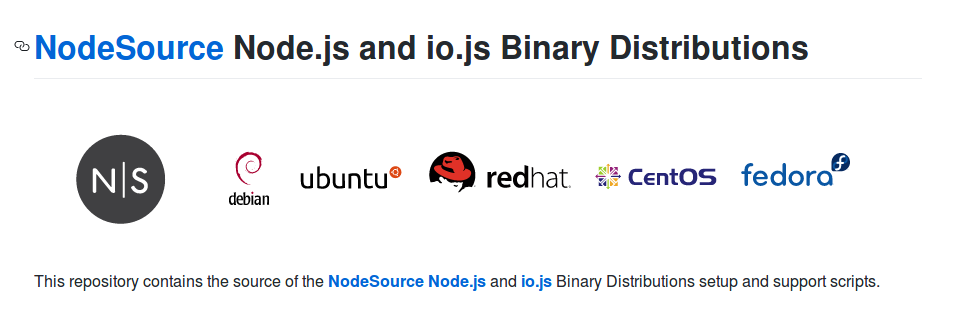 NodeSource Node.js and io.js Binary Distributions
N|S debian ubuntu redhat. CentOS fedora
This repository contains the source of the NodeSource Node.js and io.js Binary Distributions setup and support scripts.